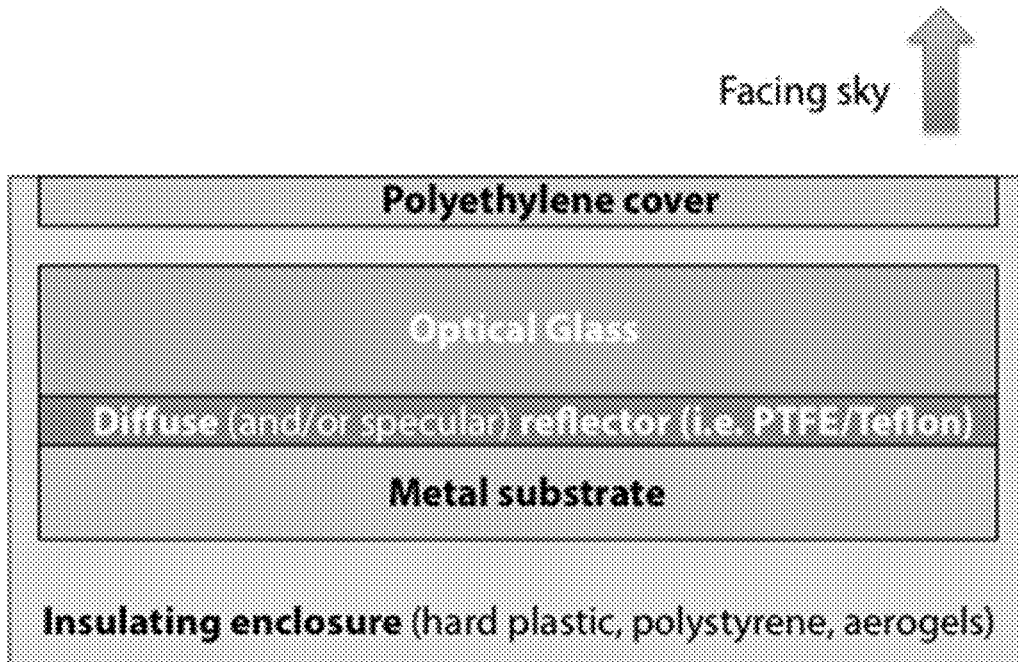 Facing sky
Polyethylene cover
Optical Glass
Diffuse (and/or specular) reflector (i.e. PTFE/Teflon)
Metal substrate
Insulating enclosure (hard plastic, polystyrene, aerogels)